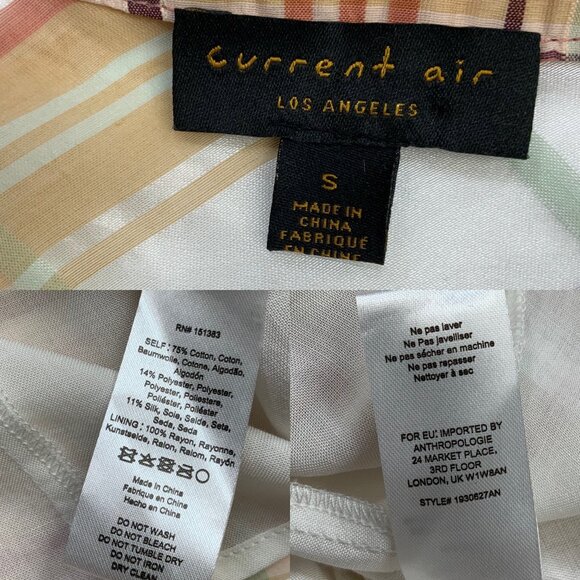 current air
LOS ANGELES
S
MADE IN
CHINA
FABRIQUÉ
EN CHINE
RN# 151383
SELF: 75% Cotton, Coton,
Baumwolle, Cotone, Algodão,
Algodón
14% Polyester, Polyester,
Polyester, Poliestere,
Poliéster, Poliéster
11% Silk, Soie, Seide, Seta,
Seda, Seda
LINING: 100% Rayon, Rayonne,
Kunstseide, Raion, Raiom, Rayón
Made in China
Fabrique en China
Hecho en China
DO NOT WASH
DO NOT BLEACH
DO NOT TUMBLE DRY
DO NOT IRON
DRY CLEAN
Ne pas laver
Ne Pas javelliser
Ne pas sécher en machine
Ne pas repasser
Nettoyer à sec
FOR EU: IMPORTED BY
ANTHROPOLOGIE
24 MARKET PLACE,
3RD FLOOR
LONDON, UK W1W8AN
STYLE# 1930627AN